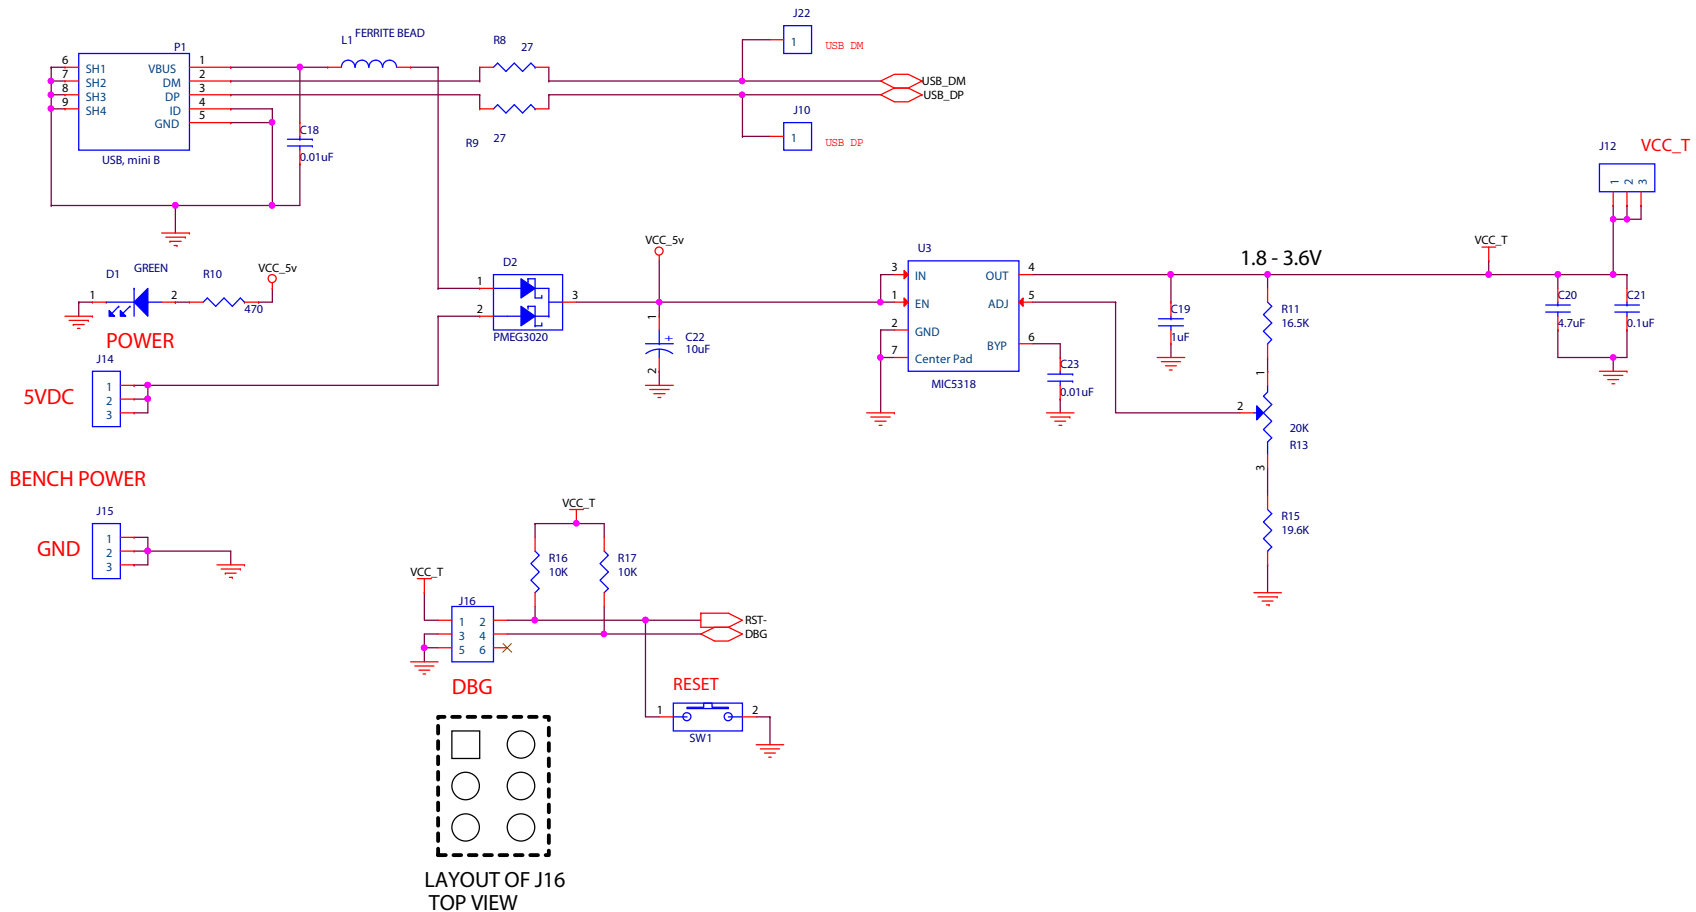 J22
1
USB DM
L1
FERRITE BEAD
R8
27
P1
6
7
8
9
SH1
SH2
SH3
SH4
VBUS
DM
DP
ID
GND
1
2
3
4
5
USB, mini B
USB_DM
USB_DP
R9
27
J10
1
USB DP
C18
0.01uF
J12
VCC_T
1
2
3
D1
GREEN
1
2
R10
470
VCC_5v
POWER
D2
1
2
3
PMEG3020
VCC_5v
1
2
C22
10uF
U3
3
1
2
7
IN
EN
GND
Center Pad
OUT
ADJ
BYP
4
5
6
MIC5318
C23
0.01uF
1.8 - 3.6V
VCC_T
C19
1uF
R11
16.5K
1
2
3
20K
R13
R15
19.6K
C20
4.7uF
C21
0.1uF
J14
5VDC
1
2
3
BENCH POWER
J15
GND
1
2
3
VCC_T
R16
10K
R17
10K
VCC_T
J16
1 2
3 4
5 6
RST-
DBG
DBG
RESET
1
2
SW1
LAYOUT OF J16
TOP VIEW